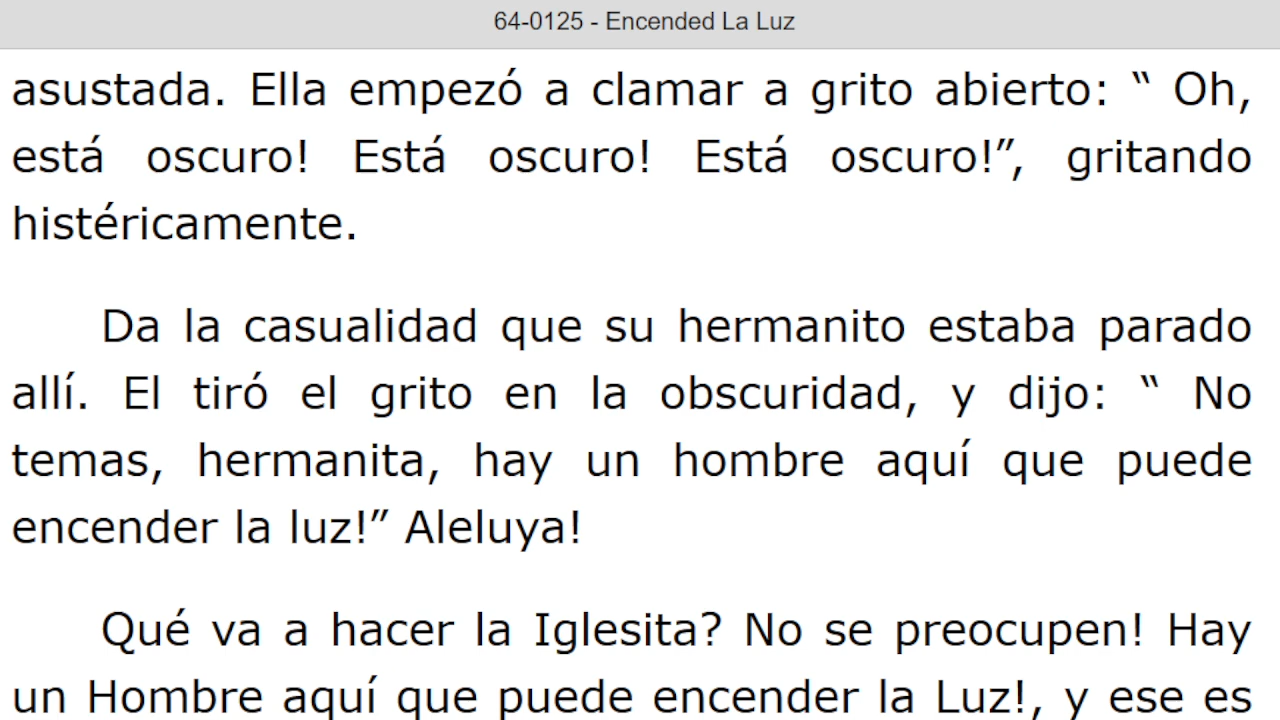 64-0125 - Encended La Luz
asustada. Ella empezó a clamar a grito abierto: “ Oh,
está oscuro! Está oscuro! Está oscuro!”, gritando
histéricamente.
Da la casualidad que su hermanito estaba parado
allí. El tiró el grito en la obscuridad, y dijo: “ No
temas, hermanita, hay un hombre aquí que puede
encender la luz!” Aleluya!
Qué va a hacer la Iglesita? No se preocupen! Hay
un Hombre aquí que puede encender la Luz!, y ese es